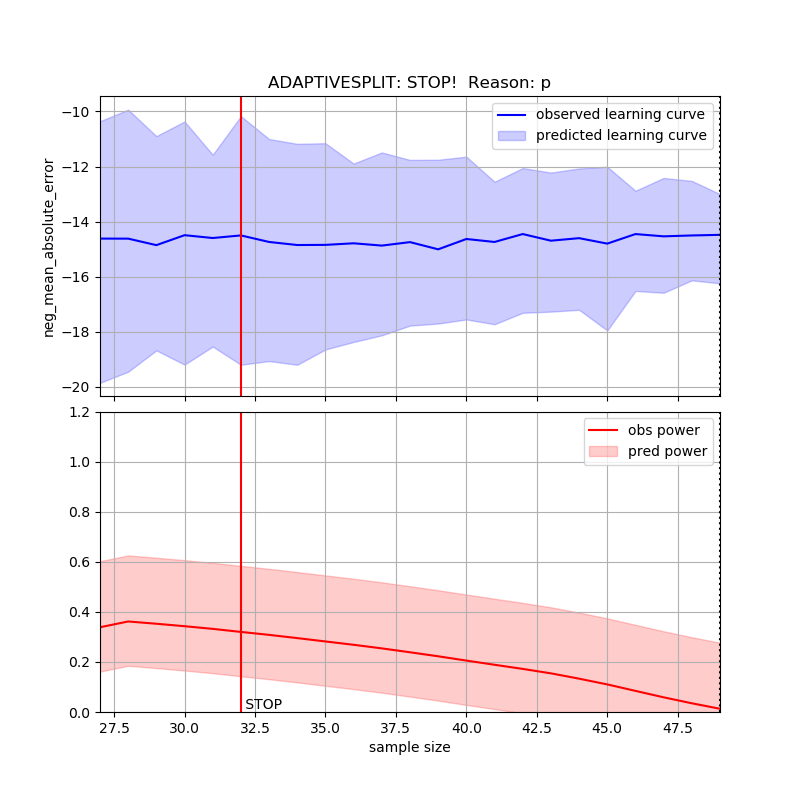 ADAPTIVESPLIT: STOP!  Reason: p
observed learning curve
predicted learning curve
neg_mean_absolute_error
−10
−12
−14
−16
−18
−20
obs power
pred power
1.2
1.0
0.8
0.6
0.4
0.2
0.0
STOP
27.5 30.0 32.5 35.0 37.5 40.0 42.5 45.0 47.5
sample size